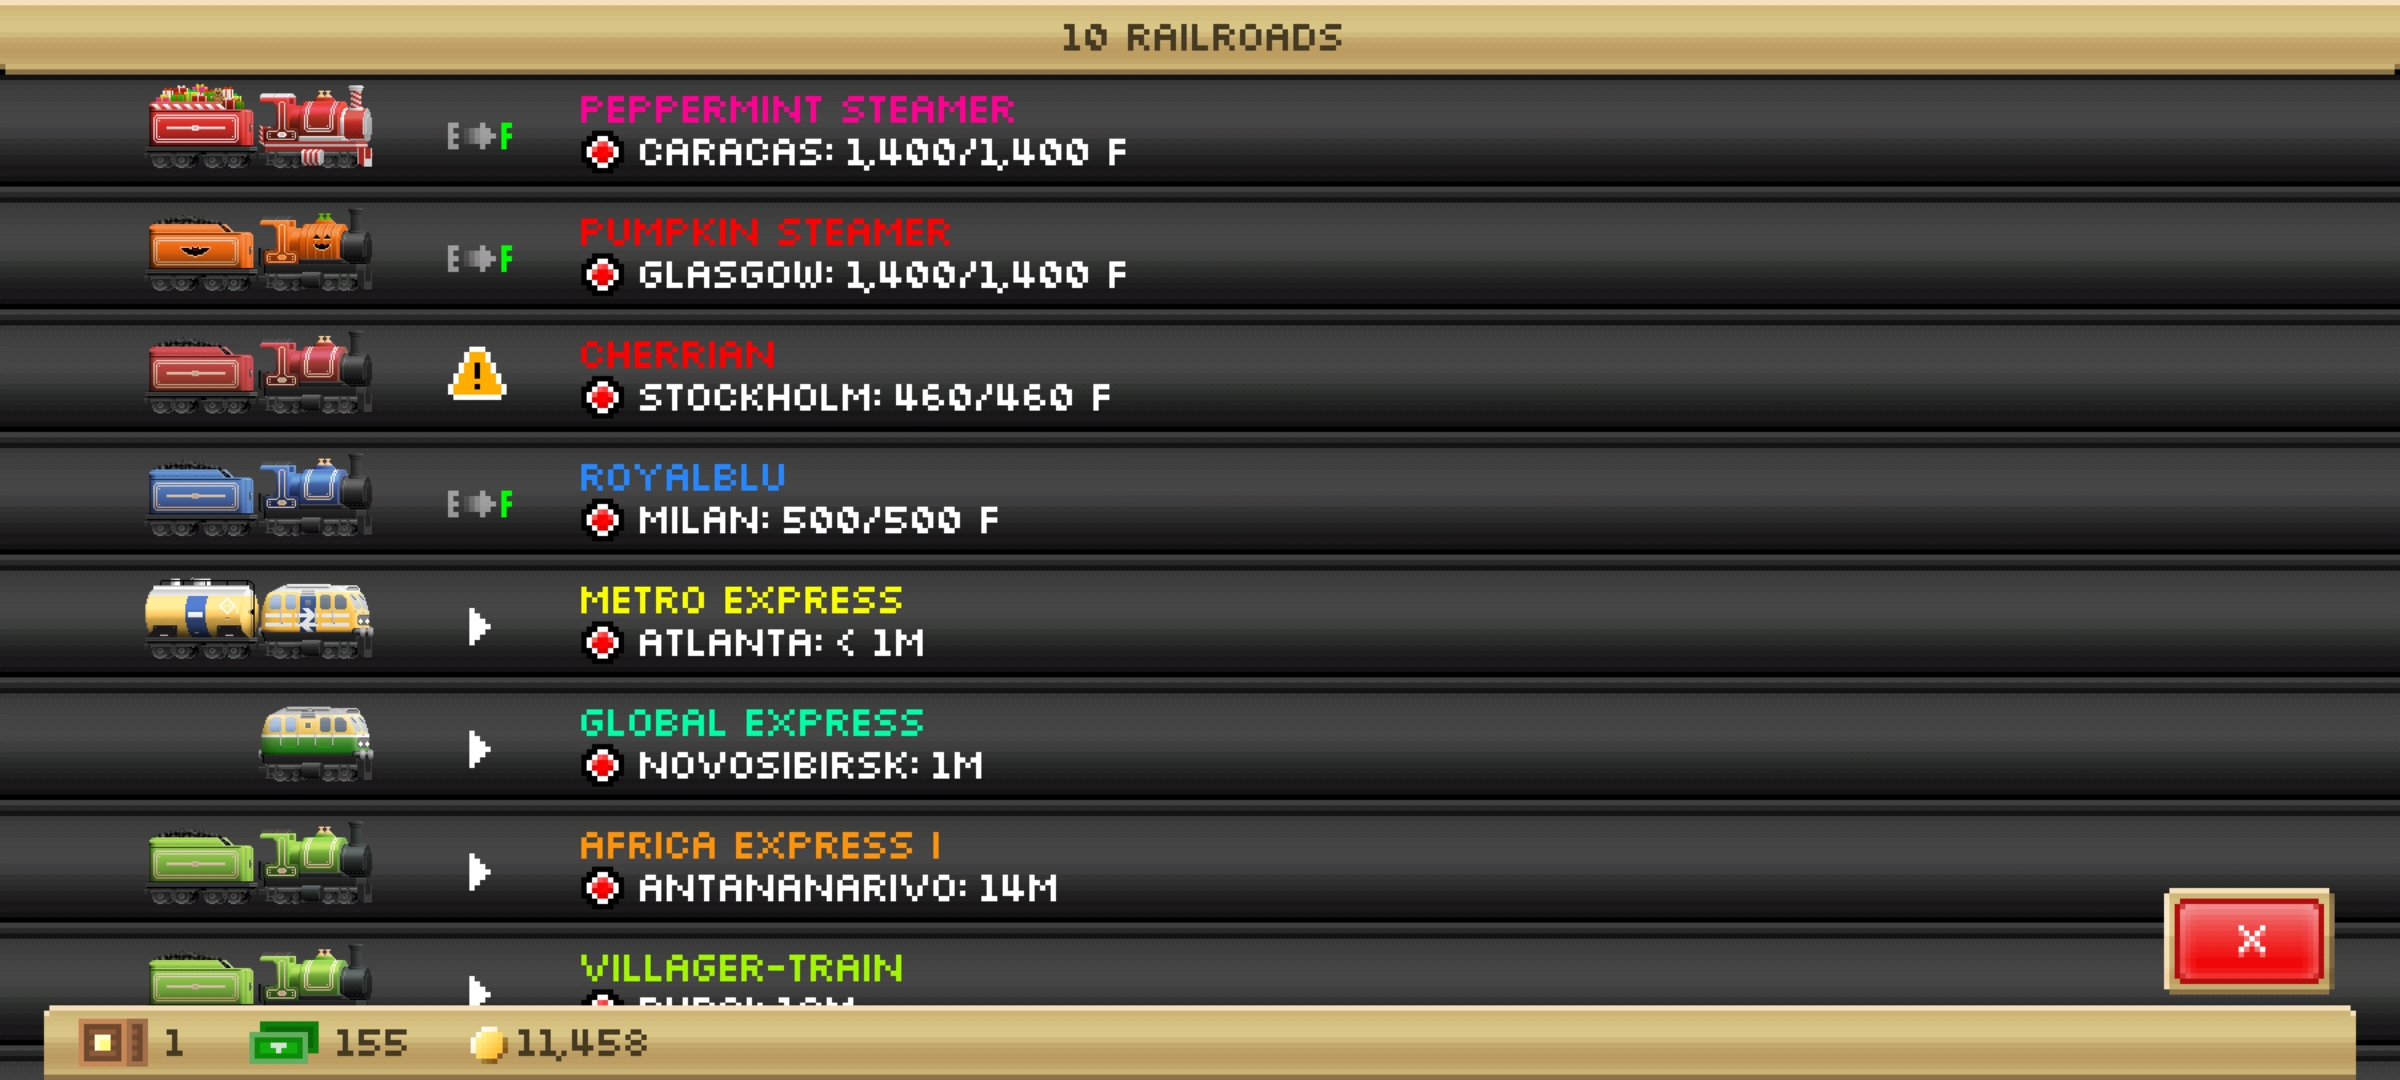 10 RAILROADS
PEPPERMINT STEAMER
E F
CARACAS: 1,400/1,400 F
PUMPKIN STEAMER
E F
GLASGOW: 1,400/1,400 F
CHERRIAN
!
STOCKHOLM: 460/460 F
ROYALBLU
E F
MILAN: 500/500 F
METRO EXPRESS
ATLANTA: < 1M
GLOBAL EXPRESS
NOVOSIBIRSK: 1M
AFRICA EXPRESS I
ANTANANARIVO: 14M
X
VILLAGER-TRAIN
1 155 11,458